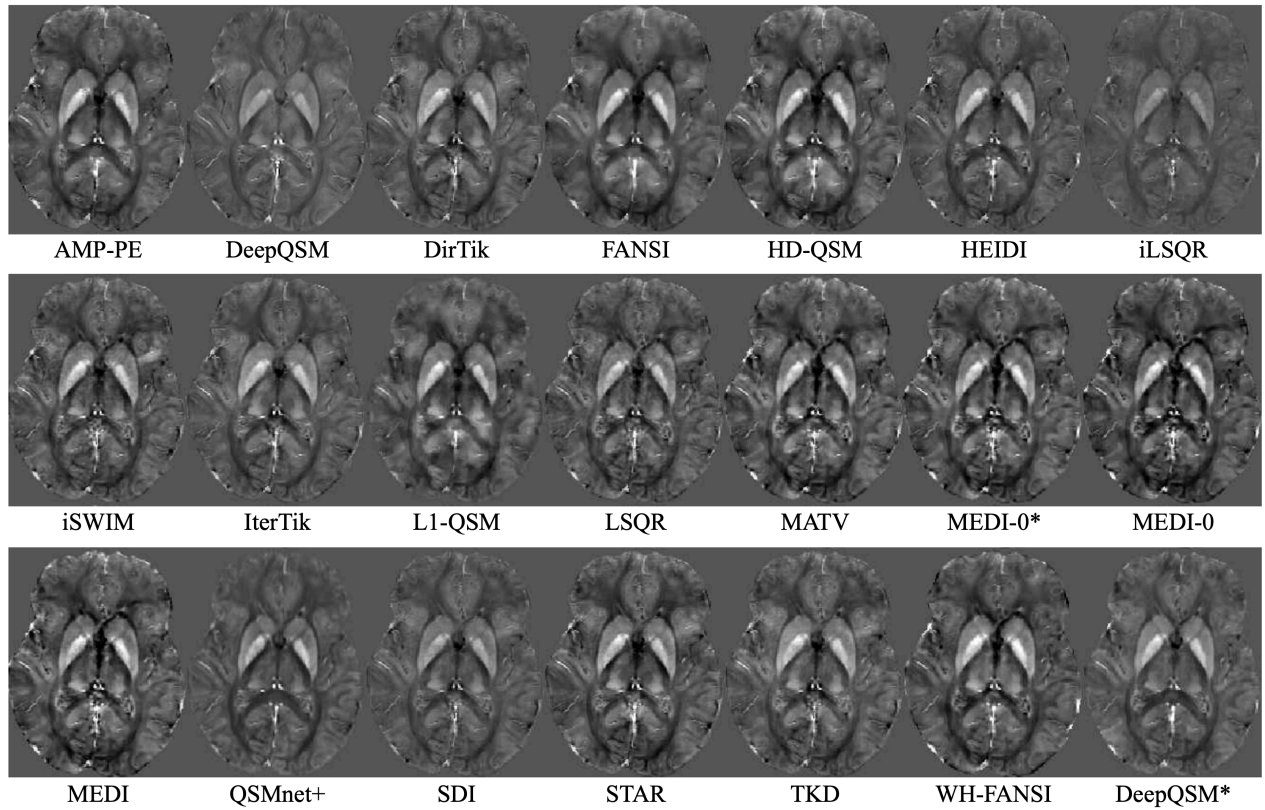 AMP-PE DeepQSM DirTik FANSI HD-QSM HEIDI iLSQR
iSWIM IterTik L1-QSM LSQR MATV MEDI-0* MEDI-0
MEDI QSMnet+ SDI STAR TKD WH-FANSI DeepQSM*